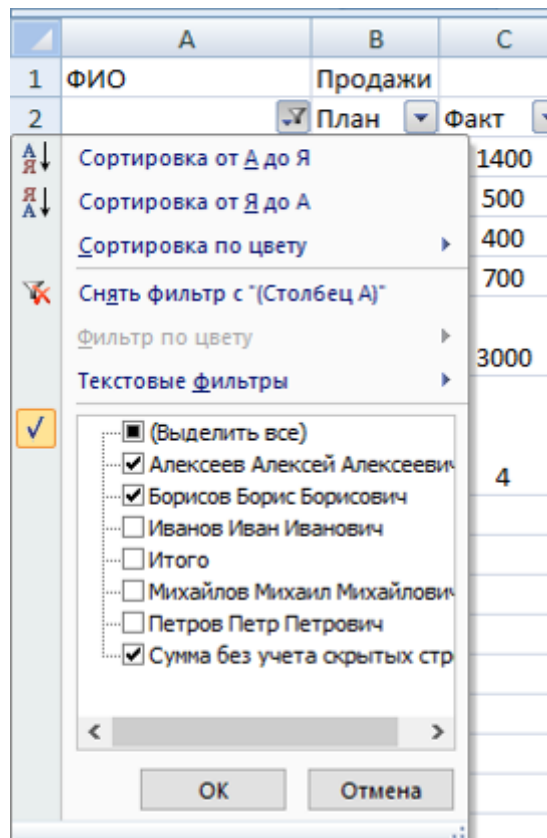 A B C
1 ФИО Продажи
2 План Факт
Сортировка от А до Я 1400
Сортировка от Я до А 500
Сортировка по цвету 400
Снять фильтр с "(Столбец A)" 700
Фильтр по цвету
3000
Текстовые фильтры
(Выделить все)
Алексеев Алексей Алексеевич
Борисов Борис Борисович
4
Иванов Иван Иванович
Итого
Михайлов Михаил Михайлович
Петров Петр Петрович
Сумма без учета скрытых стр
ОК Отмена